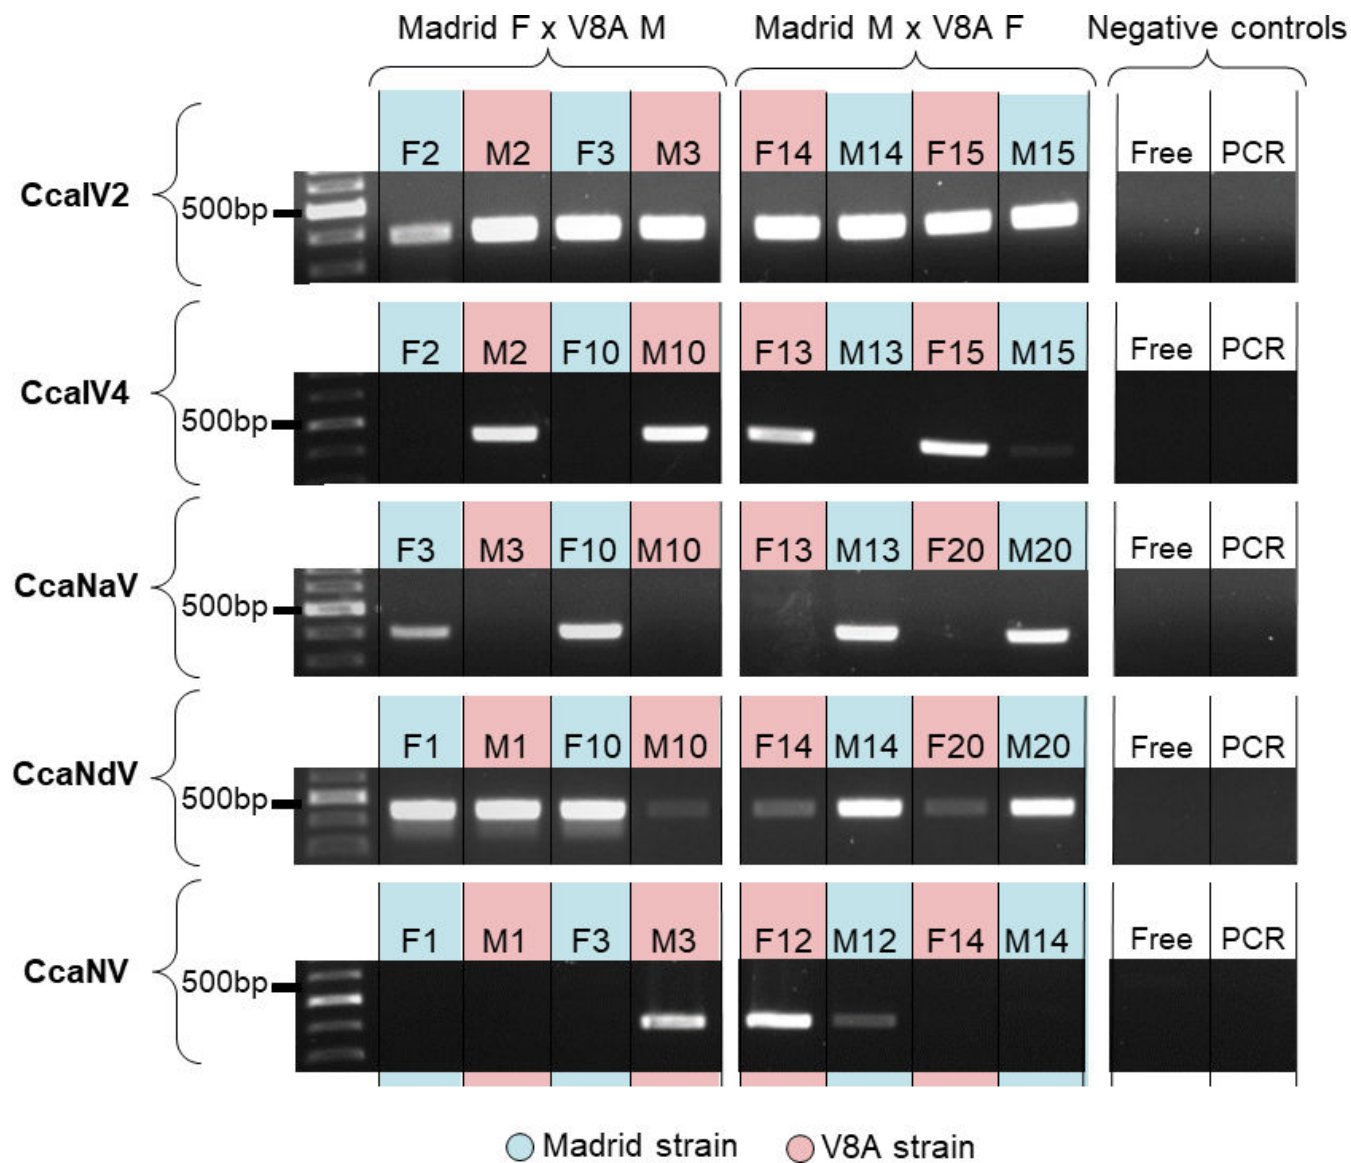 Madrid F x V8A M Madrid M x V8A F Negative controls
F2 M2 F3 M3 F14 M14 F15 M15 Free PCR
CcaIV2 500bp
F2 M2 F10 M10 F13 M13 F15 M15 Free PCR
CcaIV4 500bp
F3 M3 F10 M10 F13 M13 F20 M20 Free PCR
CcaNaV 500bp
F1 M1 F10 M10 F14 M14 F20 M20 Free PCR
CcaNdV 500bp
F1 M1 F3 M3 F12 M12 F14 M14 Free PCR
CcaNV 500bp
Madrid strain V8A strain